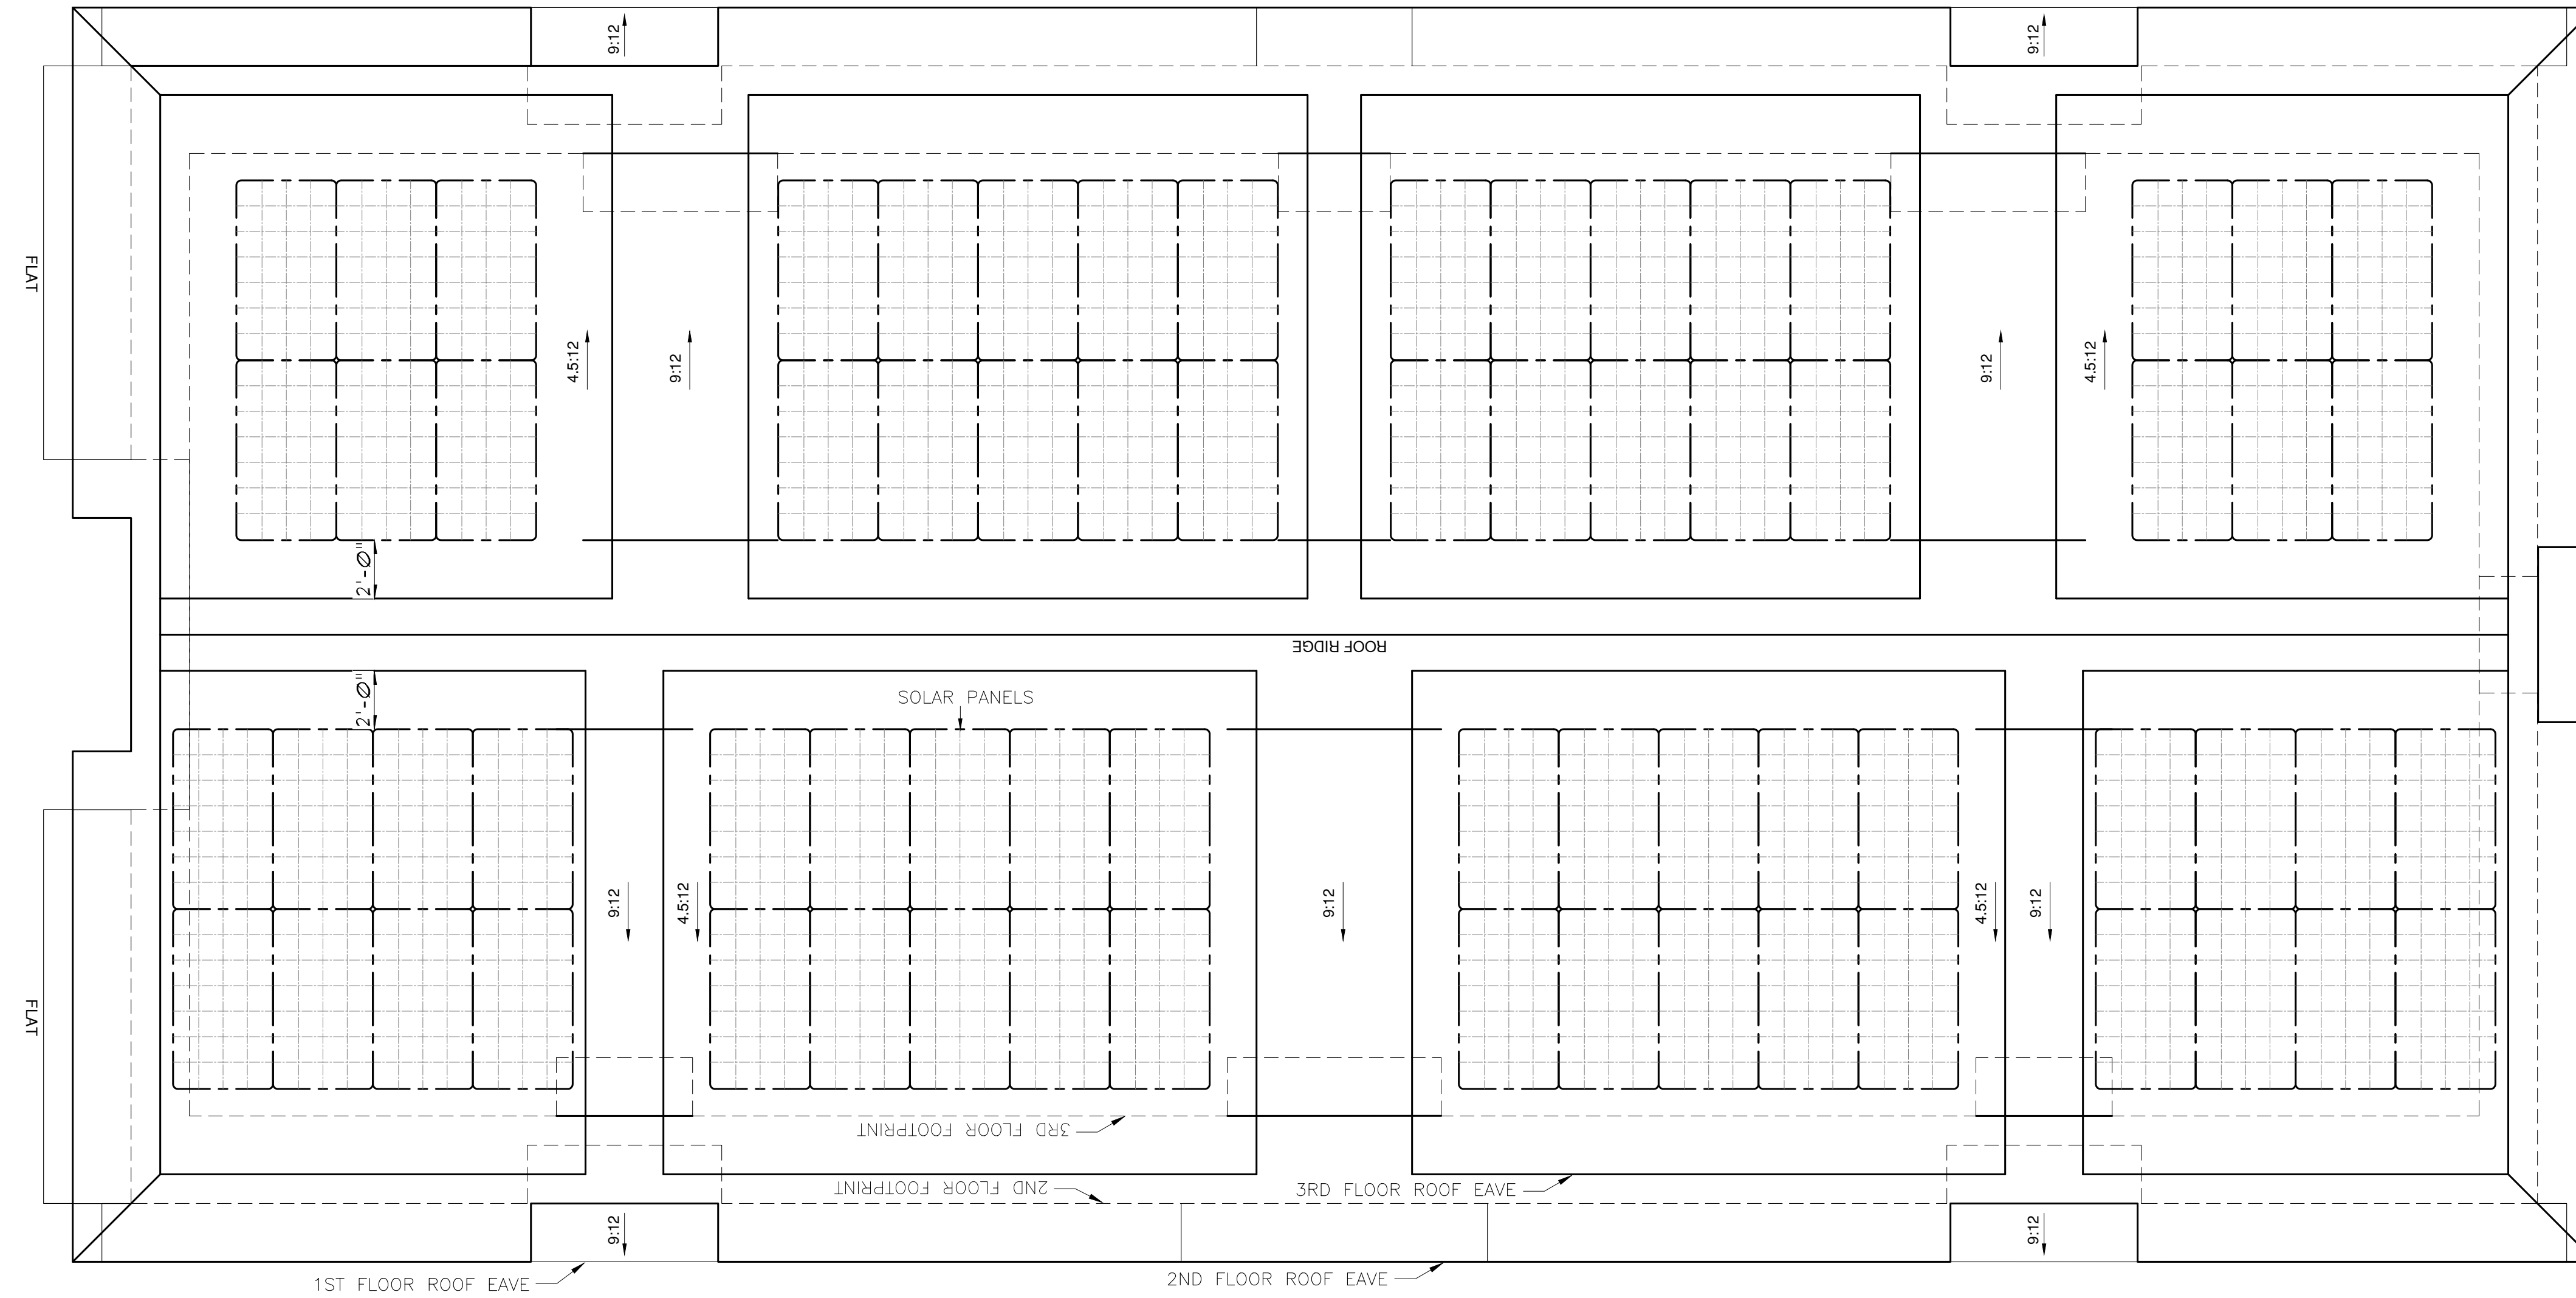 9:12
9:12
FLAT
4.5:12
9:12
9:12
4.5:12
2'-0"
ROOF RIDGE
2'-0"
SOLAR PANELS
9:12
4.5:12
9:12
4.5:12
9:12
FLAT
3RD FLOOR FOOTPRINT
2ND FLOOR FOOTPRINT
3RD FLOOR ROOF EAVE
9:12
9:12
1ST FLOOR ROOF EAVE
2ND FLOOR ROOF EAVE